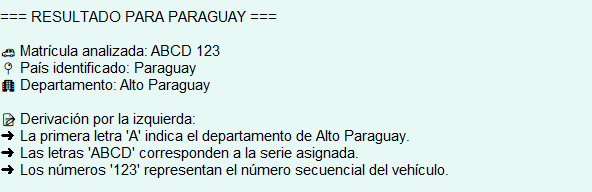 === RESULTADO PARA PARAGUAY ===
🚗 Matrícula analizada: ABCD 123
📍 País identificado: Paraguay
🏢 Departamento: Alto Paraguay
📝 Derivación por la izquierda:
➜ La primera letra 'A' indica el departamento de Alto Paraguay.
➜ Las letras 'ABCD' corresponden a la serie asignada.
➜ Los números '123' representan el número secuencial del vehículo.